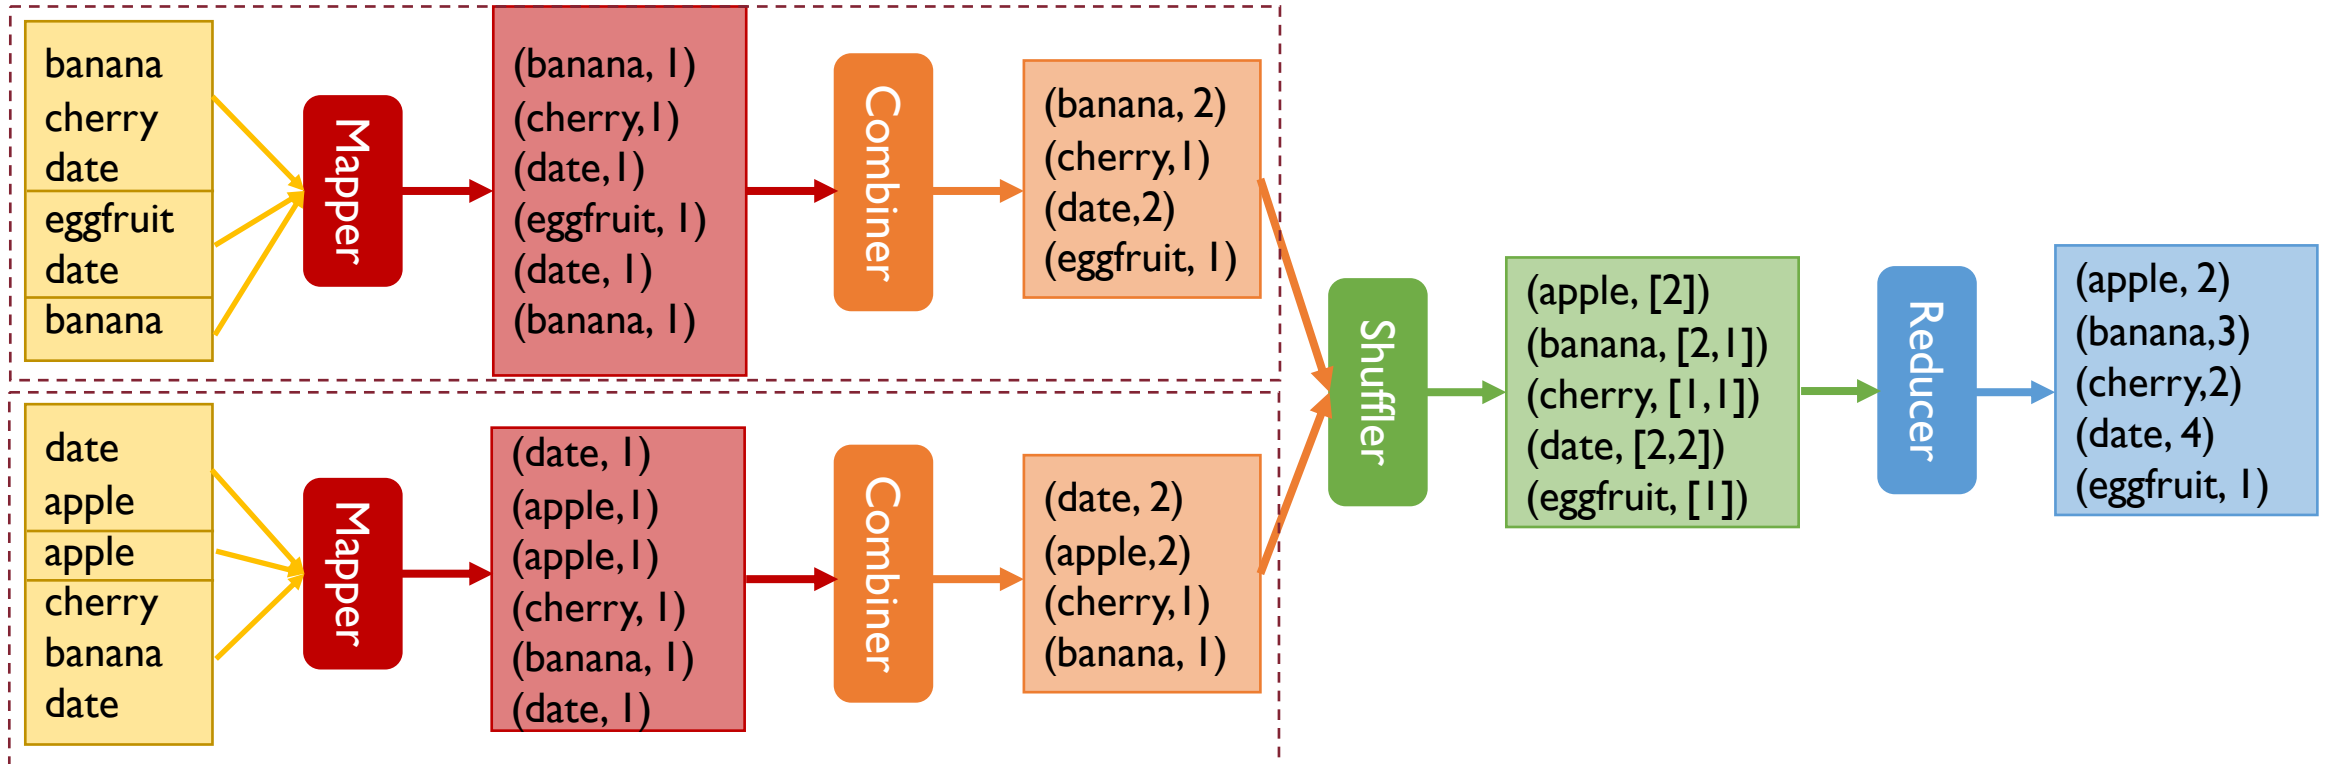 banana
cherry
date
eggfruit
date
banana
Mapper
(banana, 1)
(cherry,1)
(date,1)
(eggfruit, 1)
(date, 1)
(banana, 1)
Combiner
(banana, 2)
(cherry,1)
(date,2)
(eggfruit, 1)
date
apple
apple
cherry
banana
date
Mapper
(date, 1)
(apple,1)
(apple,1)
(cherry, 1)
(banana, 1)
(date, 1)
Combiner
(date, 2)
(apple,2)
(cherry,1)
(banana, 1)
Shuffler
(apple, [2])
(banana, [2,1])
(cherry, [1,1])
(date, [2,2])
(eggfruit, [1])
Reducer
(apple, 2)
(banana,3)
(cherry,2)
(date, 4)
(eggfruit, 1)